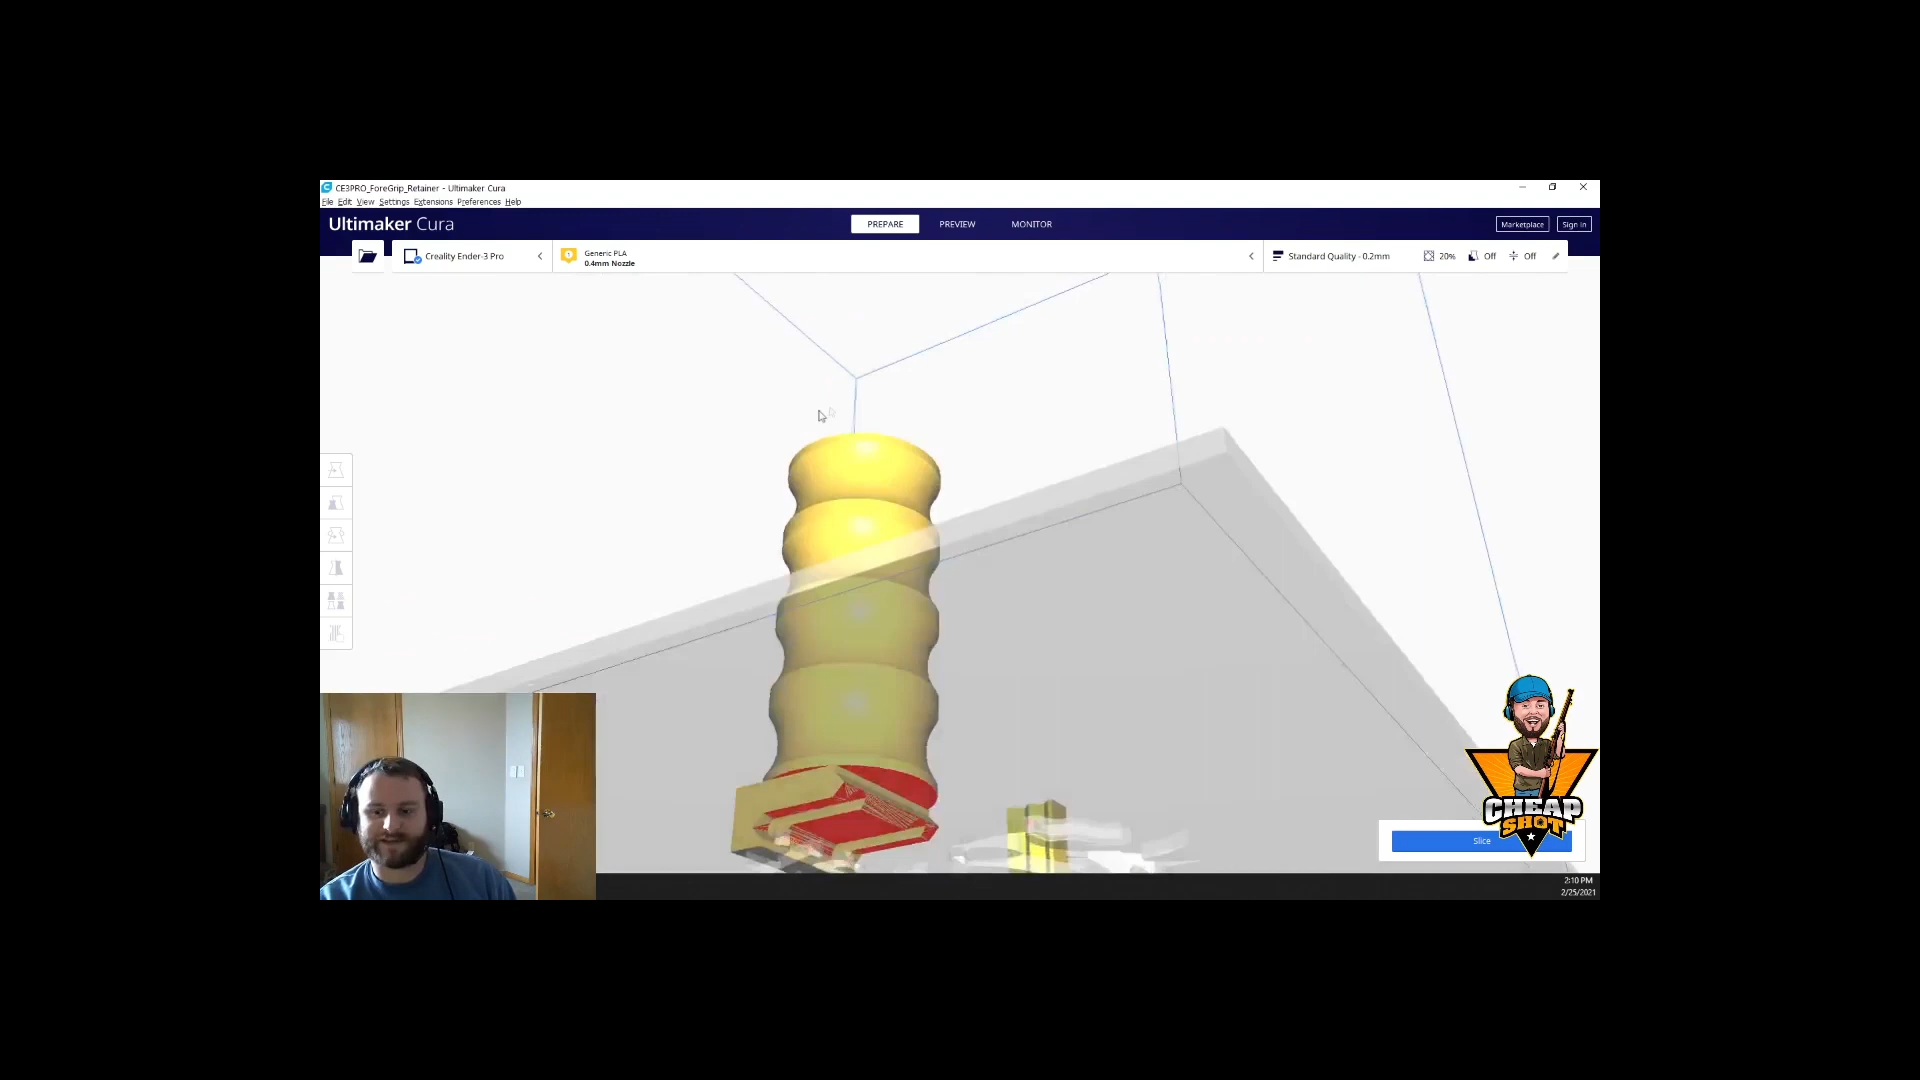 CE3PRO_ForeGrip_Retainer - Ultimaker Cura
File Edit View Settings Extensions Preferences Help
Ultimaker Cura
PREPARE PREVIEW MONITOR
Marketplace Sign in
Creality Ender-3 Pro
Generic PLA
0.4mm Nozzle
Standard Quality - 0.2mm 20% Off Off
CHEAP
SHOT
Slice
2:10 PM
2/25/2021